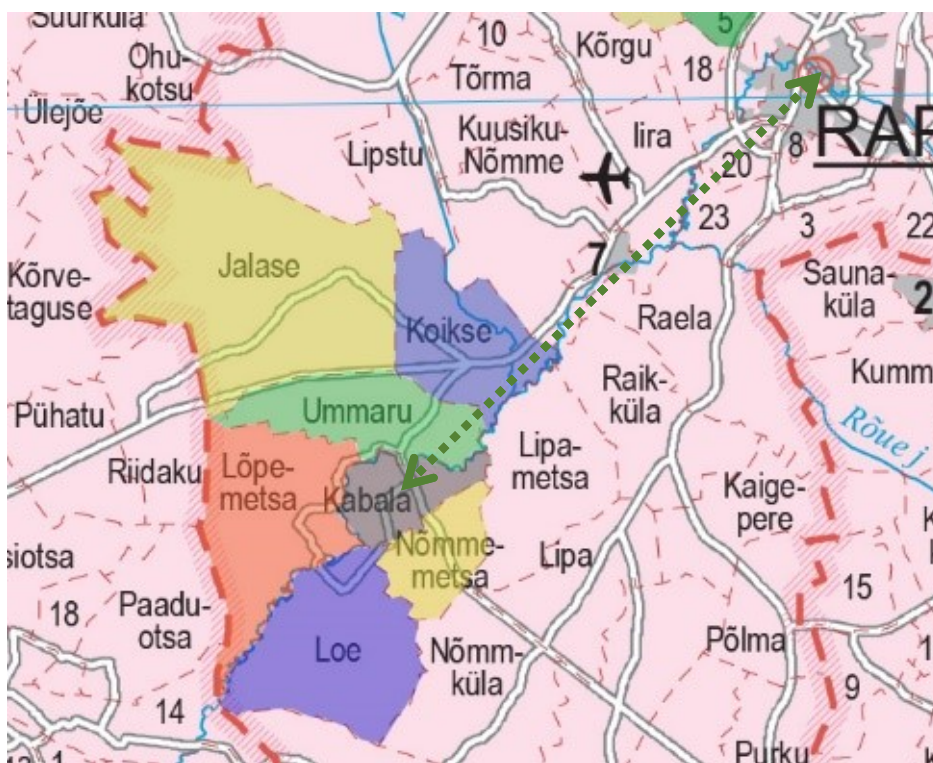 Suurküla
10
Kõrgu
5
Ohu-
kotsu
18
Tõrma
Ülejõe
Kuusiku-
Nõmme
Iira
8
RAP
Lipstu
20
23
3
22
Jalase
7
Kõrve-
taguse
Sauna-
küla
2
Koikse
Raela
Kumm
Raik-
küla
Pühatu
Ummaru
Rõue j
Riidaku
Lõpe-
metsa
Lipa-
metsa
Kabala
Kaige-
pere
Nõmme-
metsa
Lipa
siotsa
15
18
Paadu-
otsa
Põlma
Loe
Nõmm-
küla
9
14
Purku